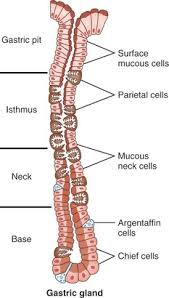 Gastric pit
Surface
mucous cells
Parietal cells
Isthmus
Mucous
neck cells
Neck
Argentaffin
cells
Base
Chief cells
Gastric gland